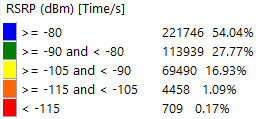 RSRP (dBm) [Time/s]
>= -80 221746 54.04%
>= -90 and < -80 113939 27.77%
>= -105 and < -90 69490 16.93%
>= -115 and < -105 4458 1.09%
< -115 709 0.17%